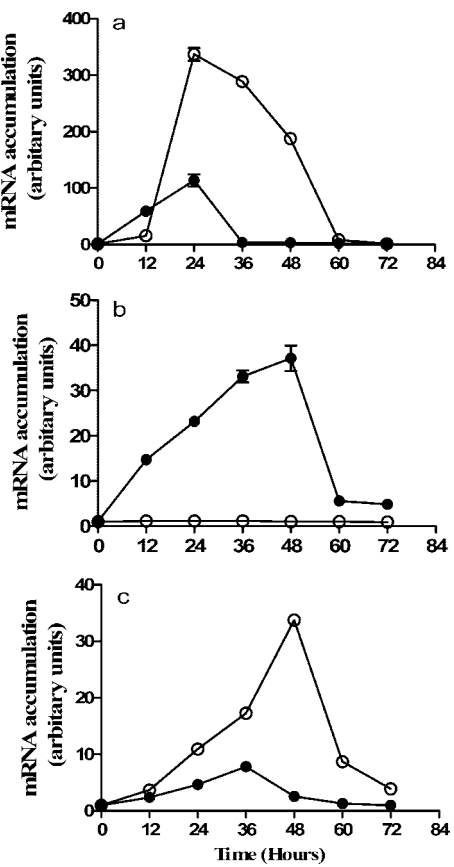 a
mRNA accumulation
(arbitary units)
400
300
200
100
0
0 12 24 36 48 60 72 84
b
mRNA accumulation
(arbitary units)
50
40
30
20
10
0
0 12 24 36 48 60 72 84
c
mRNA accumulation
(arbitary units)
40
30
20
10
0
0 12 24 36 48 60 72 84
Time (Hours)